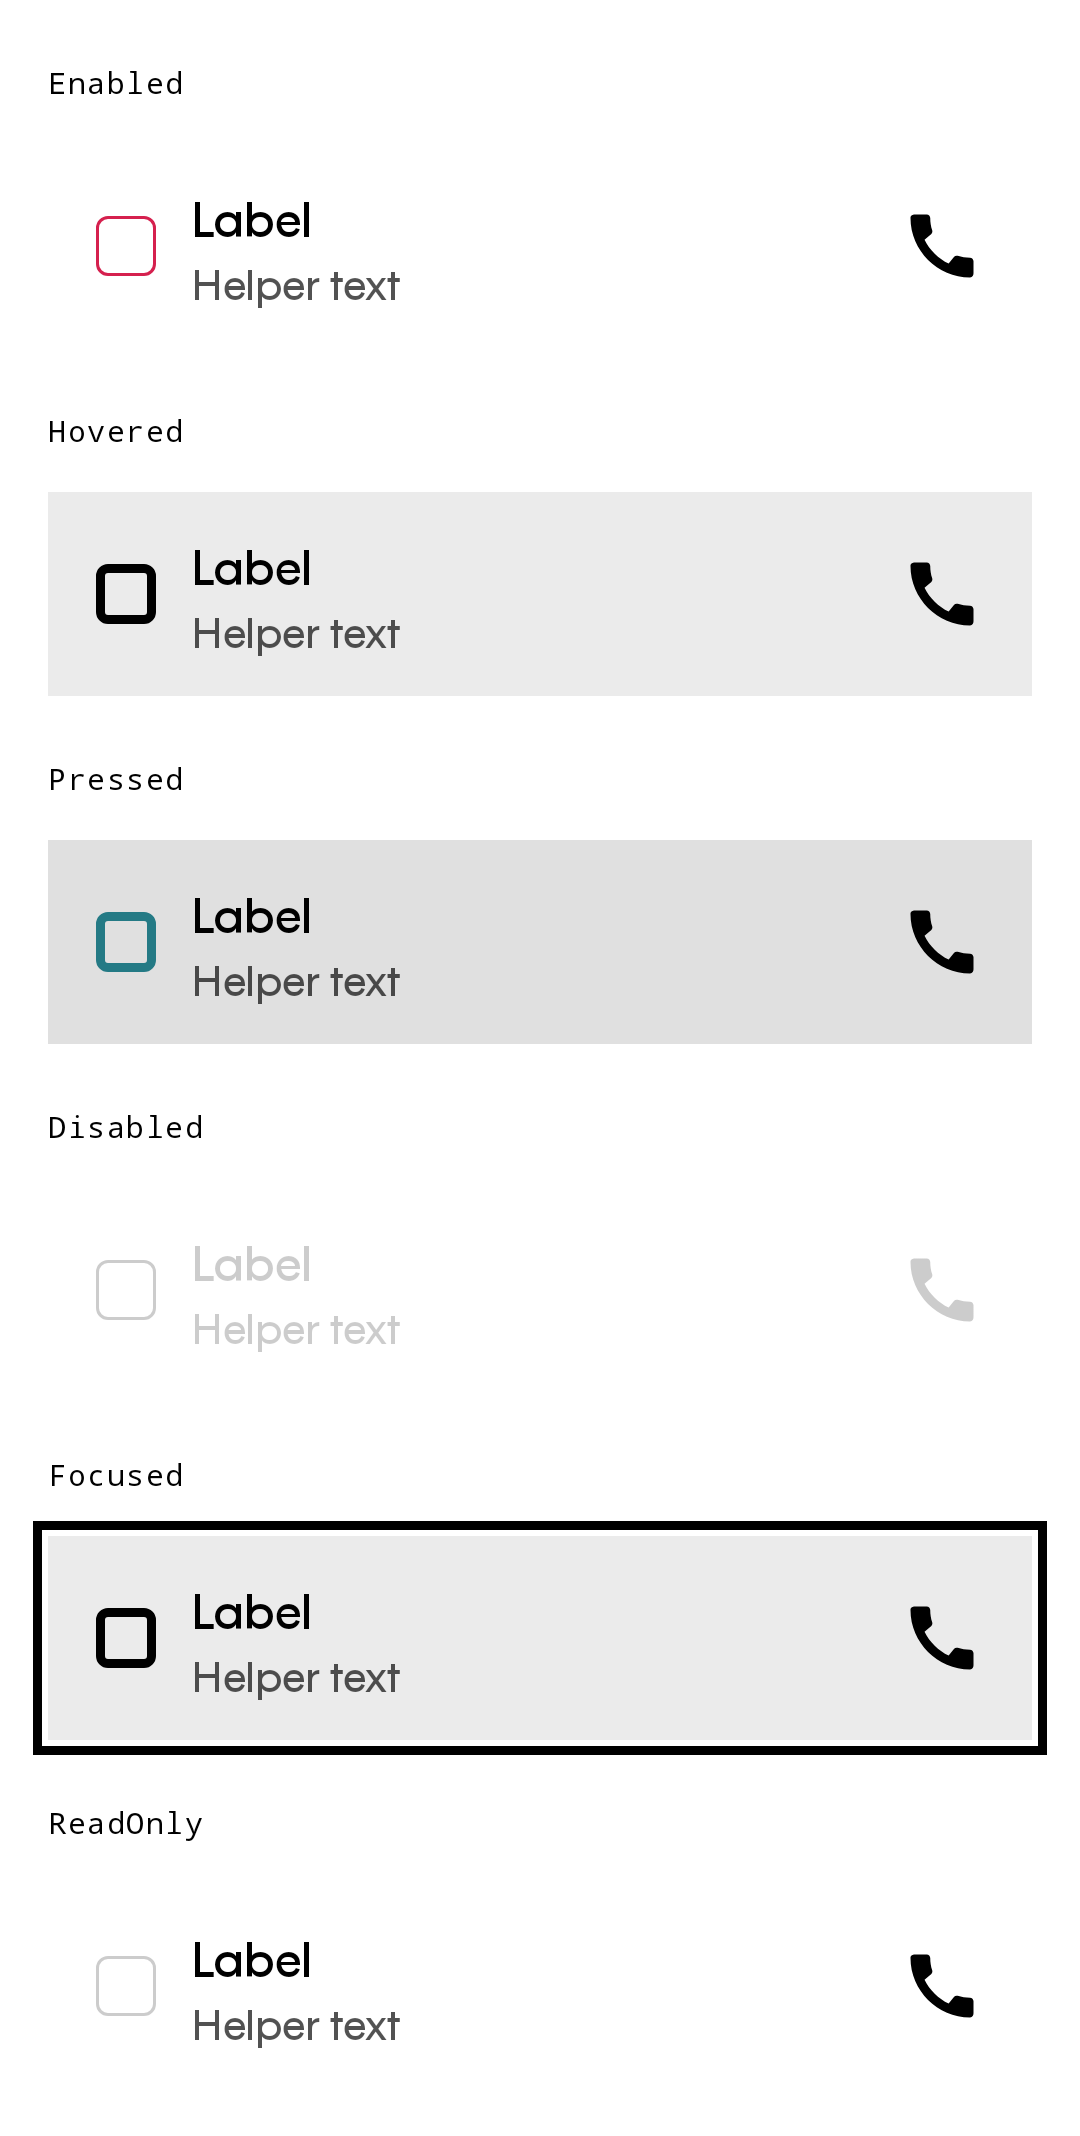 Enabled
Label
Helper text
Hovered
Label
Helper text
Pressed
Label
Helper text
Disabled
Label
Helper text
Focused
Label
Helper text
ReadOnly
Label
Helper text